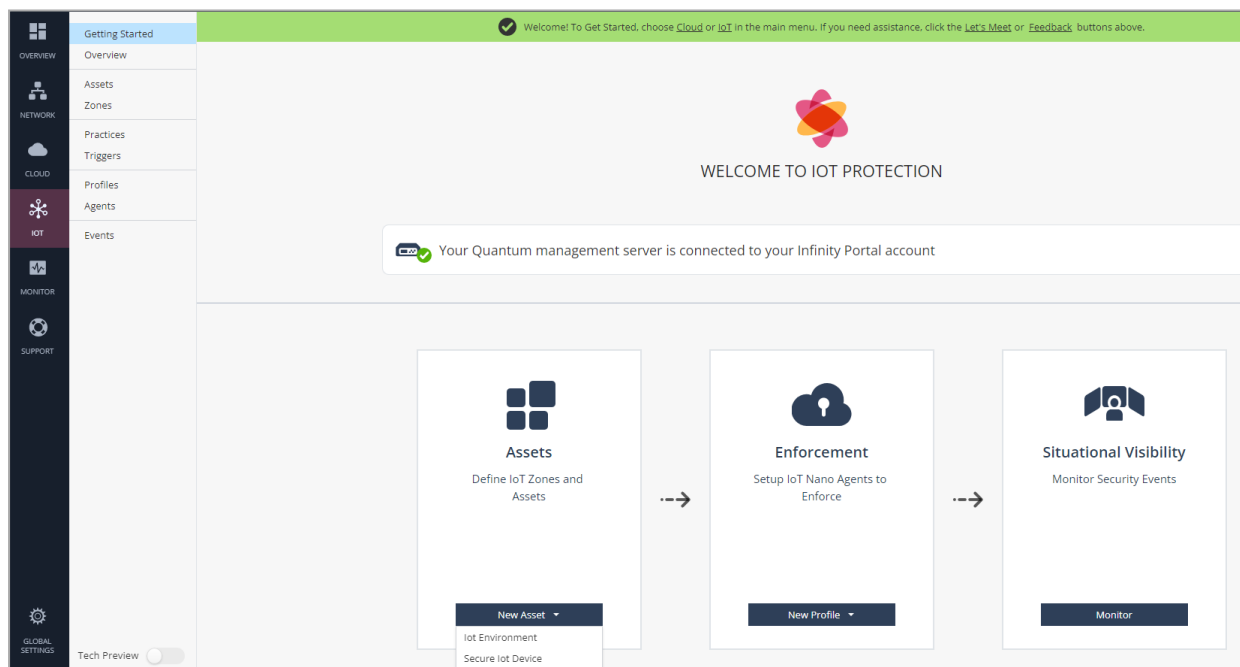 Welcome! To Get Started, choose Cloud or IoT in the main menu. If you need assistance, click the Let's Meet or Feedback buttons above.
OVERVIEW
NETWORK
CLOUD
IOT
MONITOR
SUPPORT
GLOBAL
SETTINGS
Getting Started
Overview
Assets
Zones
Practices
Triggers
Profiles
Agents
Events
Tech Preview
WELCOME TO IOT PROTECTION
Your Quantum management server is connected to your Infinity Portal account
Assets
Define IoT Zones and
Assets
New Asset
Iot Environment
Secure Iot Device
Enforcement
Setup IoT Nano Agents to
Enforce
New Profile
Situational Visibility
Monitor Security Events
Monitor